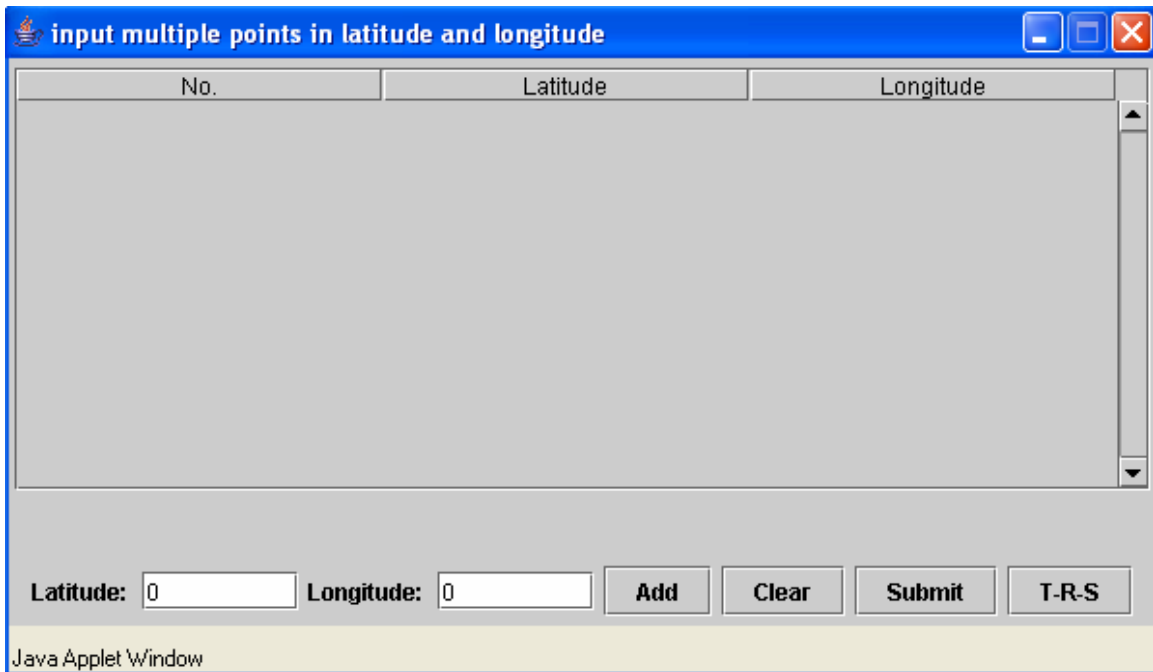 input multiple points in latitude and longitude
No. Latitude Longitude
Latitude: 0 Longitude: 0 Add Clear Submit T-R-S
Java Applet Window